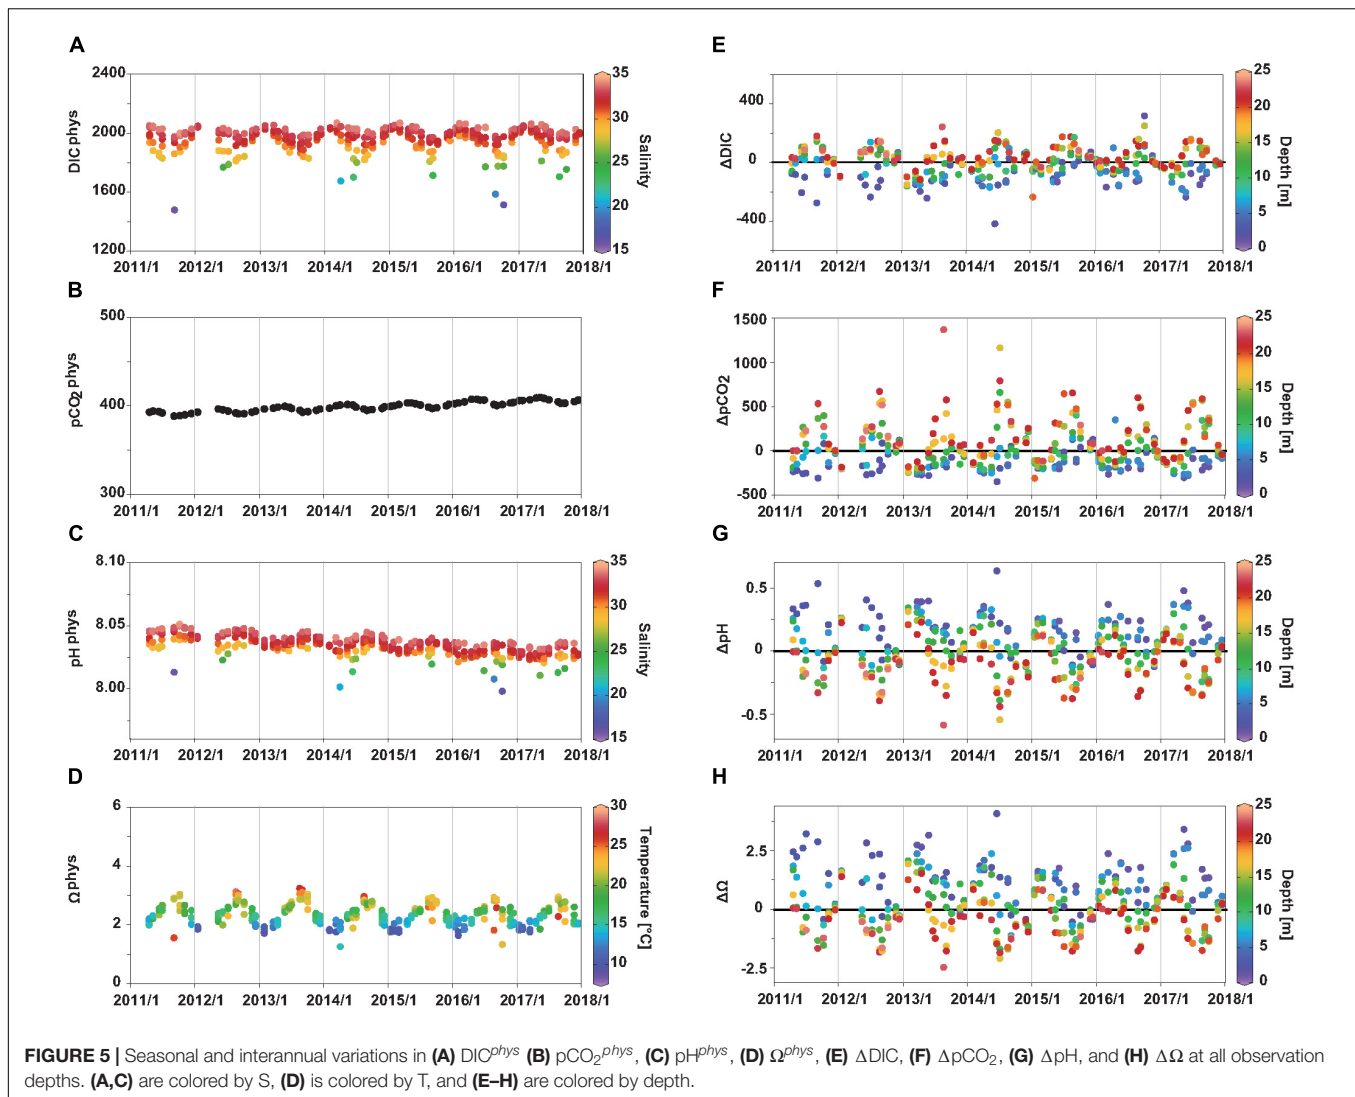 A
DIC phys
2400
2000
1600
1200
2011/1 2012/1 2013/1 2014/1 2015/1 2016/1 2017/1 2018/1
35
30
25
20
15
Salinity
B
pCO2 phys
500
400
300
2011/1 2012/1 2013/1 2014/1 2015/1 2016/1 2017/1 2018/1
C
pH phys
8.10
8.05
8.00
2011/1 2012/1 2013/1 2014/1 2015/1 2016/1 2017/1 2018/1
35
30
25
20
15
Salinity
D
Ω phys
6
4
2
0
2011/1 2012/1 2013/1 2014/1 2015/1 2016/1 2017/1 2018/1
30
25
20
15
10
Temperature [°C]
E
ΔDIC
400
0
-400
2011/1 2012/1 2013/1 2014/1 2015/1 2016/1 2017/1 2018/1
25
20
15
10
5
0
Depth [m]
F
ΔpCO2
1500
1000
500
0
-500
2011/1 2012/1 2013/1 2014/1 2015/1 2016/1 2017/1 2018/1
25
20
15
10
5
0
Depth [m]
G
ΔpH
0.5
0
-0.5
2011/1 2012/1 2013/1 2014/1 2015/1 2016/1 2017/1 2018/1
25
20
15
10
5
0
Depth [m]
H
ΔΩ
2.5
0
-2.5
2011/1 2012/1 2013/1 2014/1 2015/1 2016/1 2017/1 2018/1
25
20
15
10
5
0
Depth [m]
FIGURE 5 | Seasonal and interannual variations in (A) DIC^phys (B) pCO₂^phys, (C) pH^phys, (D) Ω^phys, (E) ΔDIC, (F) ΔpCO₂, (G) ΔpH, and (H) ΔΩ at all observation
depths. (A,C) are colored by S, (D) is colored by T, and (E–H) are colored by depth.